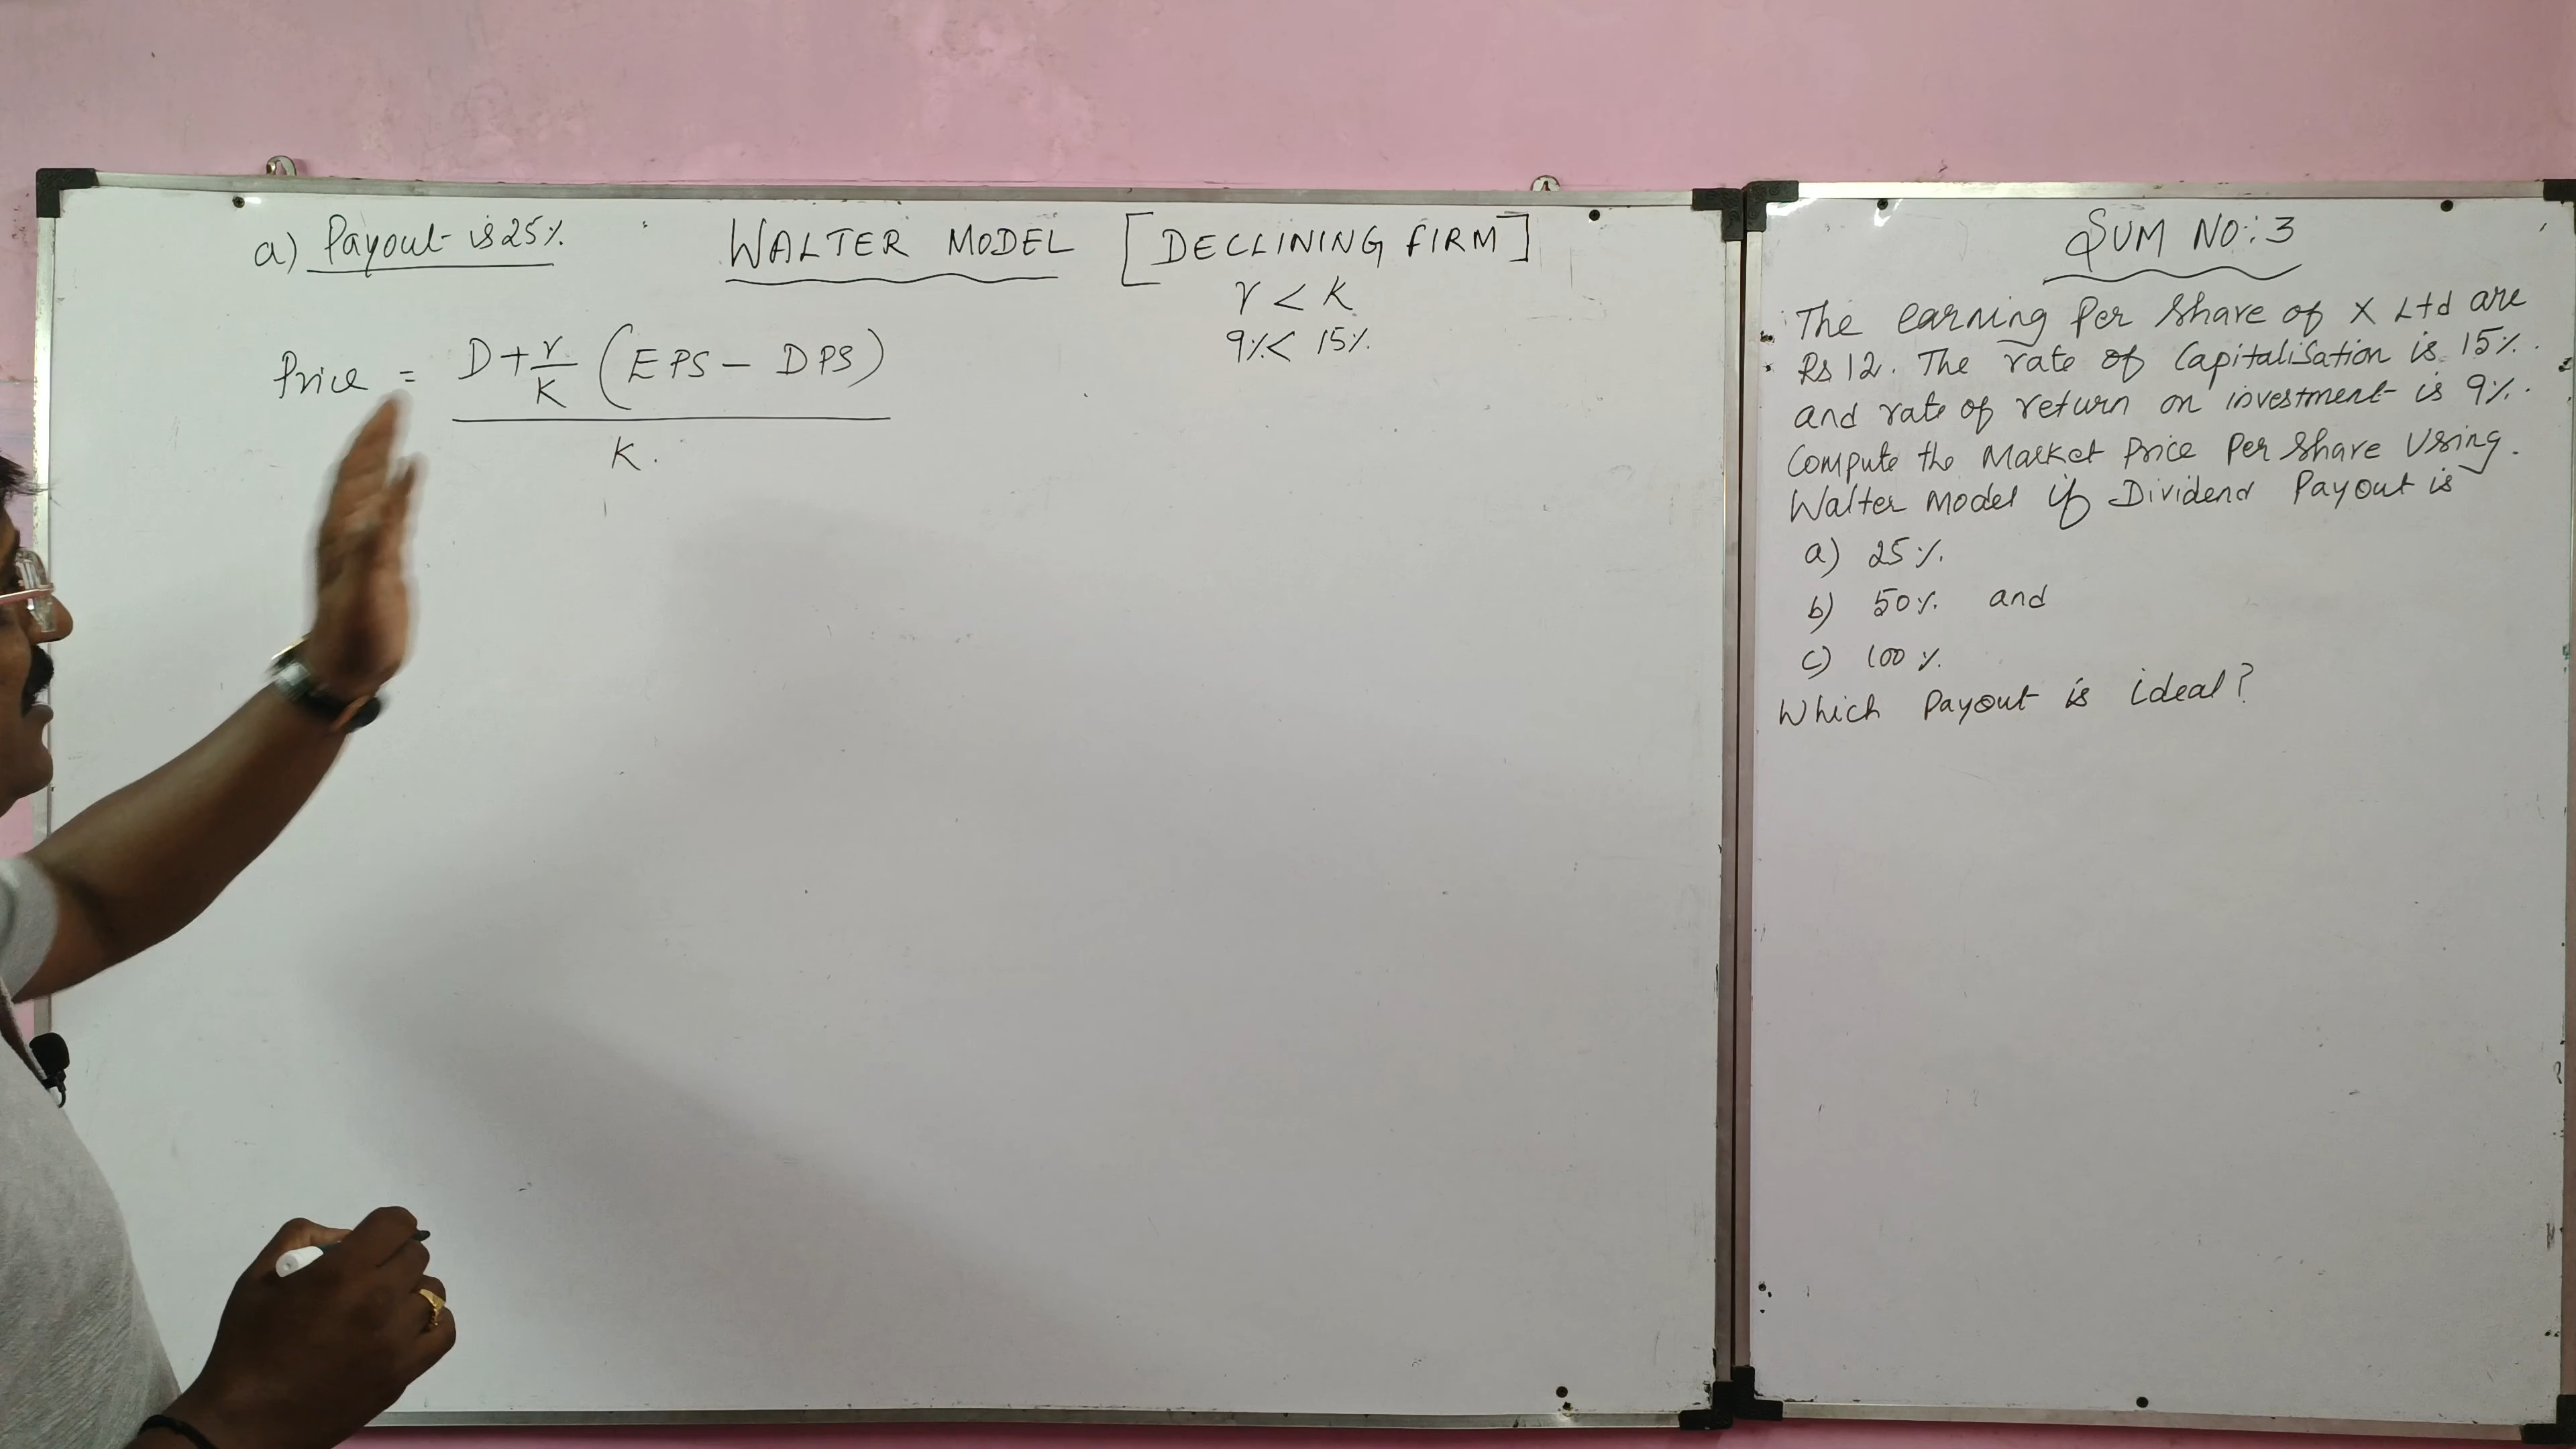 a) Payout is 25%.
WALTER MODEL [DECLINING FIRM]
r < k
9% < 15%.
Price = D + r/k (EPS - DPS)
k.
SUM NO: 3
The earning Per Share of X Ltd are
Rs 12. The rate of Capitalisation is 15%.
and rate of return on investment is 9%.
Compute the Market Price Per Share Using.
Walter Model if Dividend Payout is
a) 25%.
b) 50%. and
c) 100%.
Which Payout is ideal?